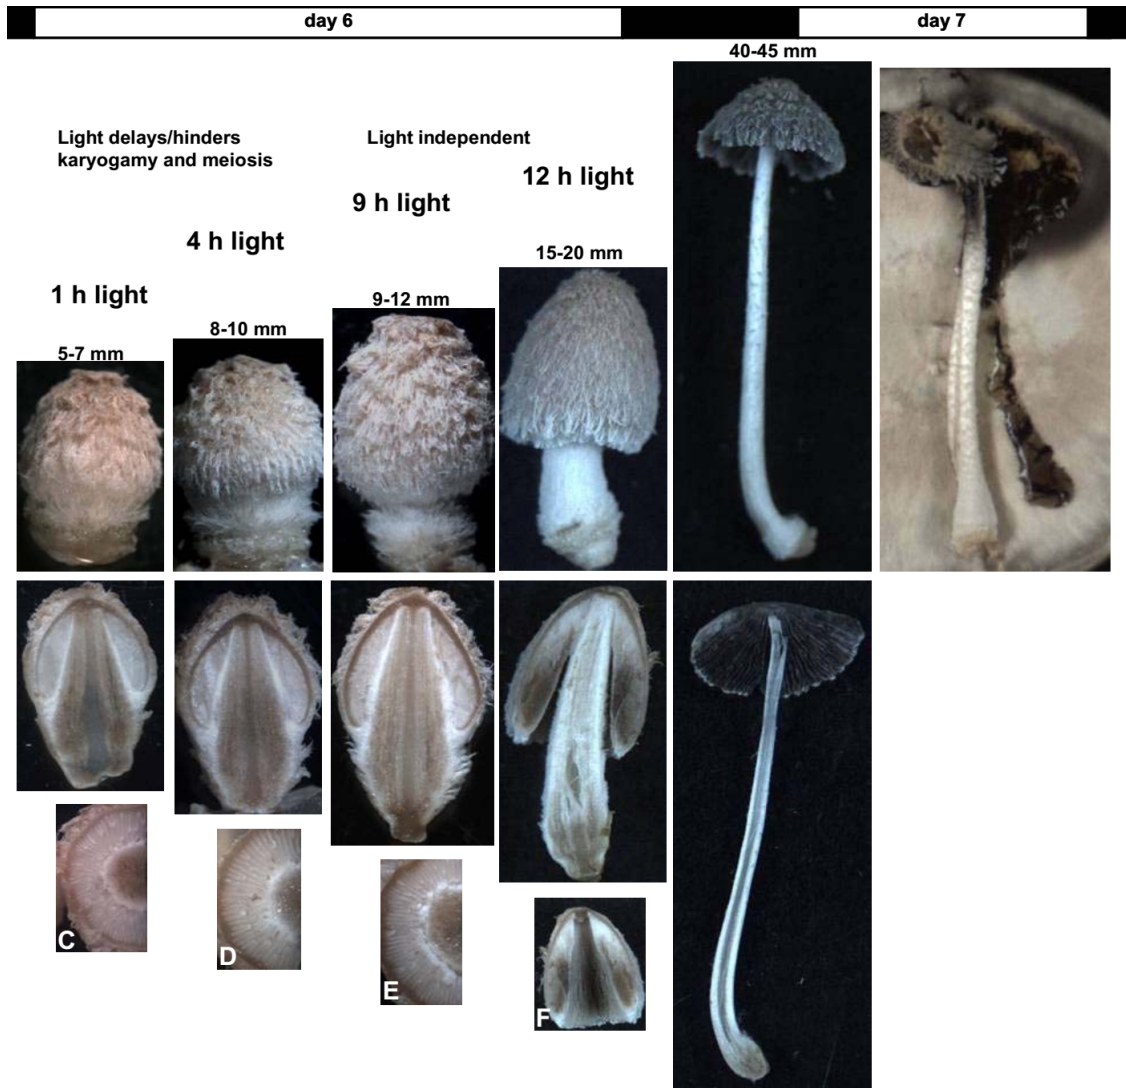 day 6
day 7
40-45 mm
Light delays/hinders
karyogamy and meiosis
Light independent
12 h light
9 h light
4 h light
15-20 mm
1 h light
9-12 mm
8-10 mm
5-7 mm
C
D
E
F